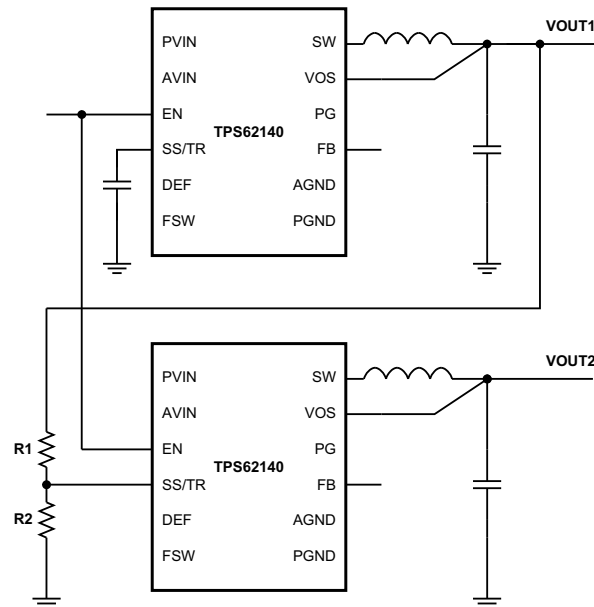 VOUT1
PVIN SW
AVIN VOS
EN PG
TPS62140
SS/TR FB
DEF AGND
FSW PGND
VOUT2
PVIN SW
AVIN VOS
R1 EN PG
TPS62140
SS/TR FB
R2 DEF AGND
FSW PGND